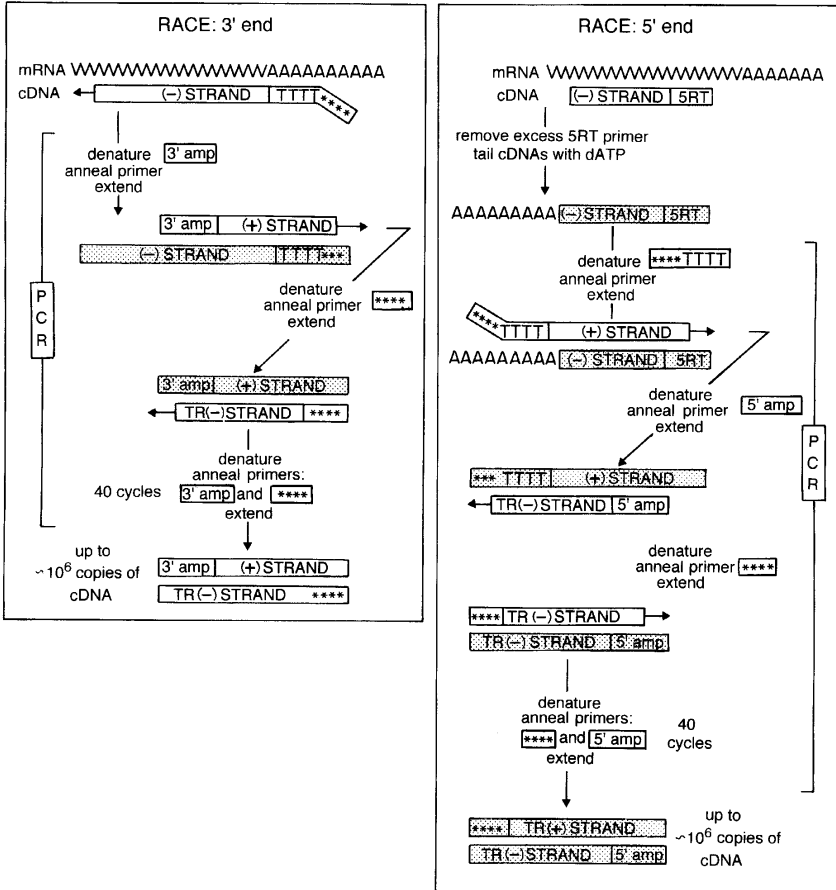 RACE: 3' end
mRNA VVVVVVVVVVVVVVVVVVVAAAAAAAAAA
cDNA (−) STRAND TTTT ****
denature 3' amp
anneal primer
extend
3' amp (+) STRAND
(−) STRAND TTTT***
denature
anneal primer ****
extend
3' amp (+) STRAND
TR(−)STRAND ****
denature
anneal primers:
40 cycles 3' amp and ****
extend
up to
~10⁶ copies of
cDNA
3' amp (+) STRAND
TR(−) STRAND ****
P
C
R
RACE: 5' end
mRNA VVVVVVVVVVVVVVVVVVVAAAAAAA
cDNA (−) STRAND 5RT
remove excess 5RT primer
tail cDNAs with dATP
AAAAAAAAA (−) STRAND 5RT
denature ****TTTT
anneal primer
extend
****TTTT (+) STRAND
AAAAAAAAA (−) STRAND 5RT
denature
anneal primer 5' amp
extend
*** TTTT (+) STRAND
TR(−)STRAND 5' amp
denature
anneal primer ****
extend
**** TR (−) STRAND
TR(−)STRAND 5' amp
denature
anneal primers:
**** and 5' amp
extend
40
cycles
**** TR(+) STRAND
TR(−)STRAND 5' amp
up to
~10⁶ copies of
cDNA
P
C
R